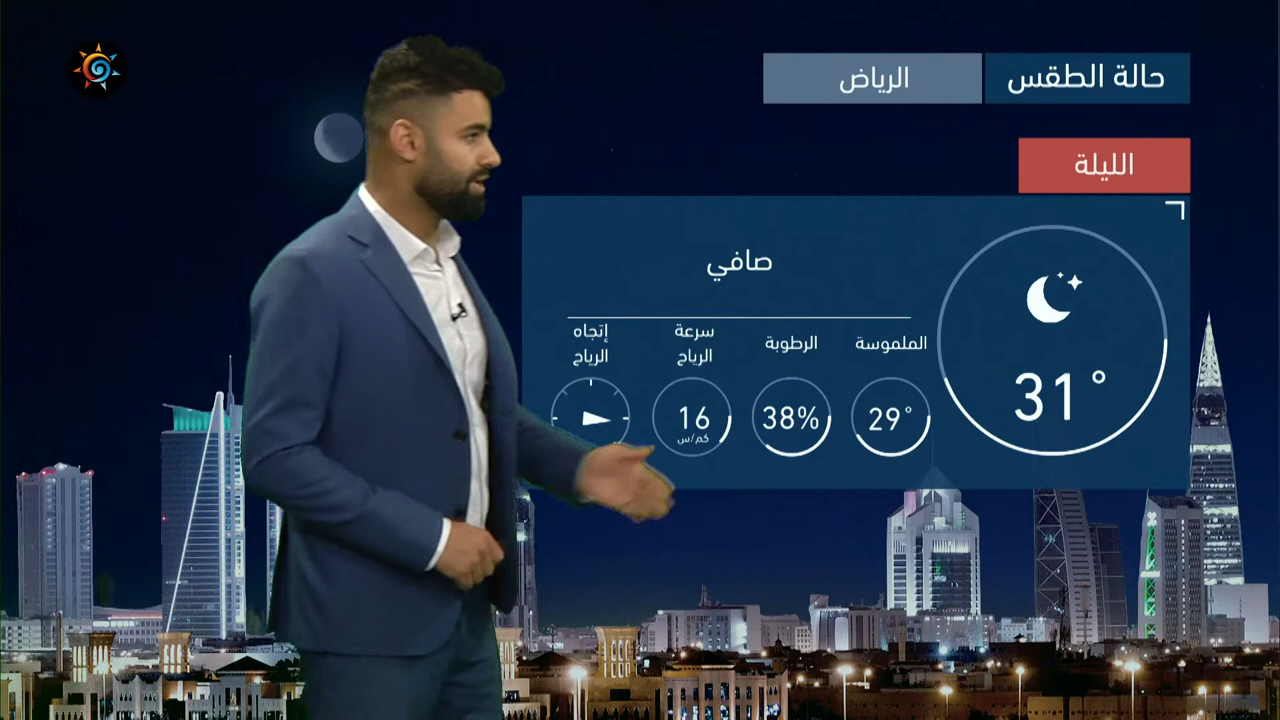 حالة الطقس
الرياض
الليلة
صافي
31°
الملموسة
29°
الرطوبة
38%
سرعة
الرياح
16
كم/س
إتجاه
الرياح